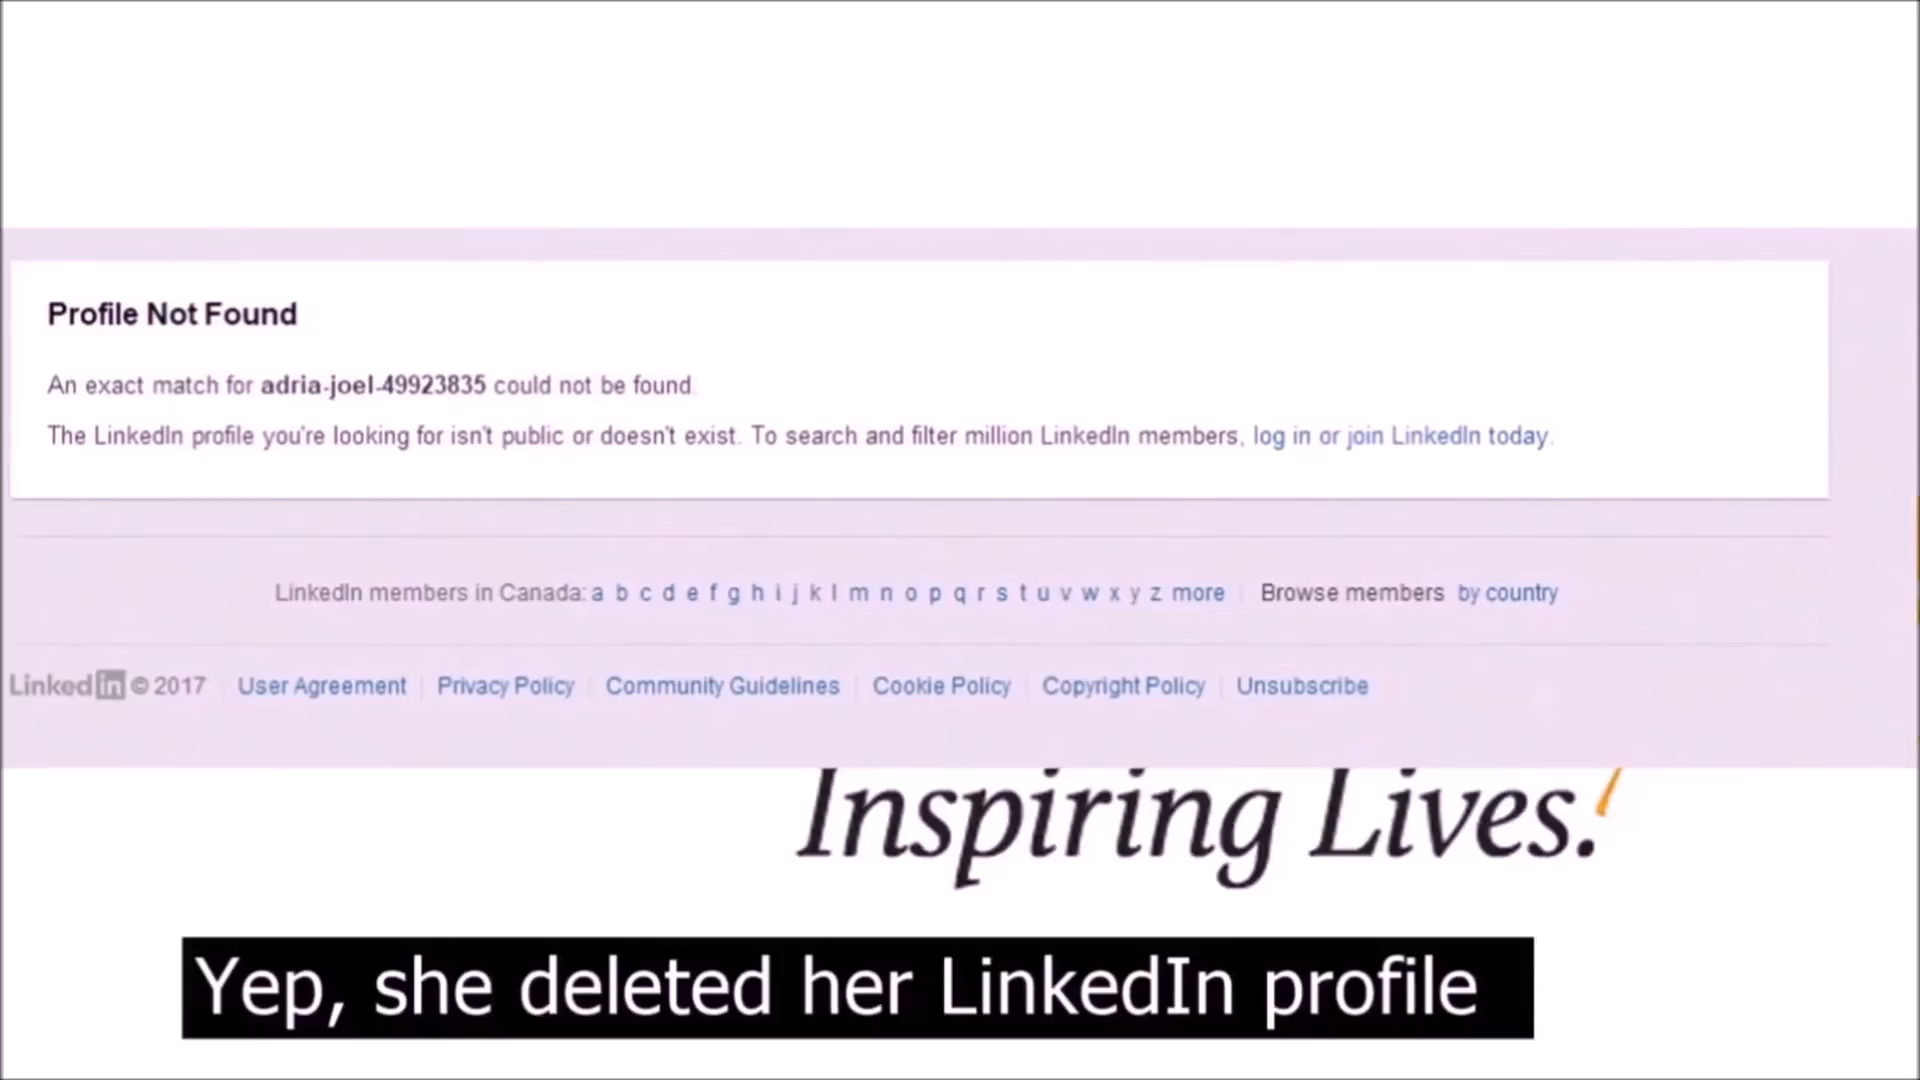 Profile Not Found
An exact match for adria-joel-49923835 could not be found.
The LinkedIn profile you're looking for isn't public or doesn't exist. To search and filter million LinkedIn members, log in or join LinkedIn today.
LinkedIn members in Canada: a b c d e f g h i j k l m n o p q r s t u v w x y z more Browse members by country
LinkedIn © 2017 User Agreement Privacy Policy Community Guidelines Cookie Policy Copyright Policy Unsubscribe
Inspiring Lives.
Yep, she deleted her LinkedIn profile